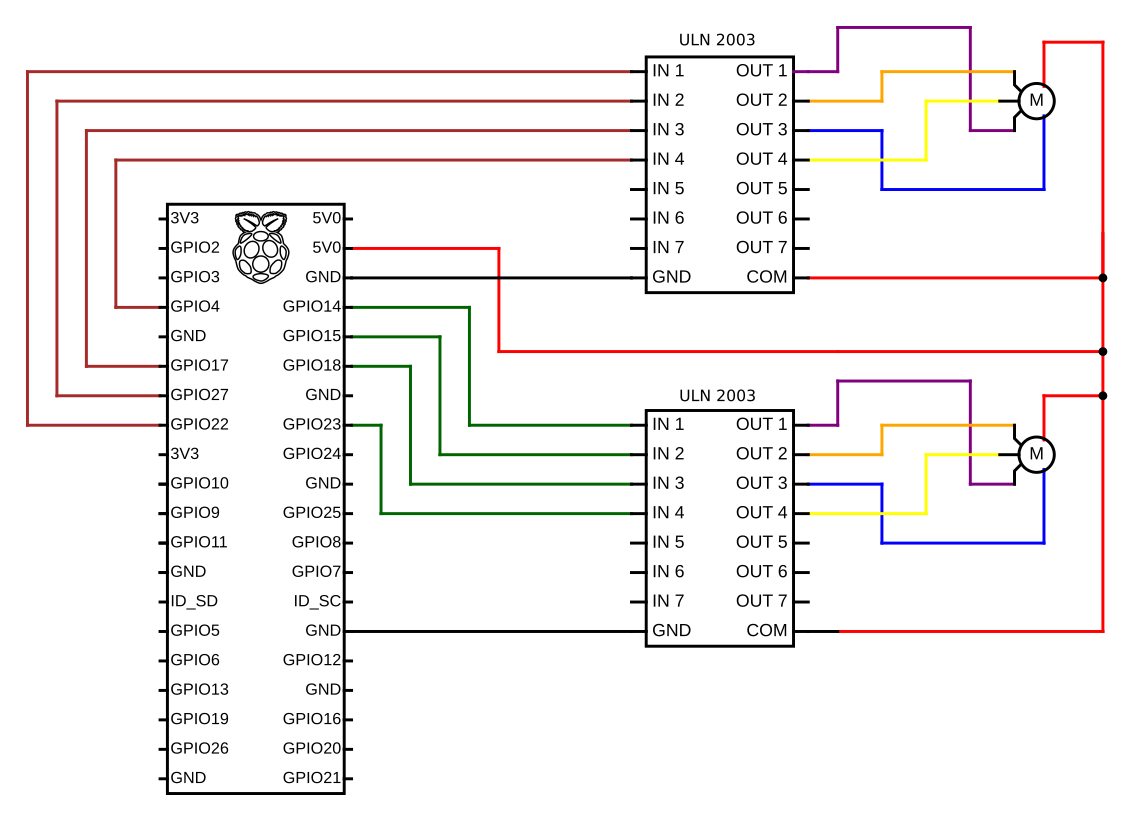 ULN 2003
IN 1 OUT 1
IN 2 OUT 2
IN 3 OUT 3
IN 4 OUT 4
IN 5 OUT 5
IN 6 OUT 6
IN 7 OUT 7
GND COM
M
3V3 5V0
GPIO2 5V0
GPIO3 GND
GPIO4 GPIO14
GND GPIO15
GPIO17 GPIO18
GPIO27 GND
GPIO22 GPIO23
3V3 GPIO24
GPIO10 GND
GPIO9 GPIO25
GPIO11 GPIO8
GND GPIO7
ID_SD ID_SC
GPIO5 GND
GPIO6 GPIO12
GPIO13 GND
GPIO19 GPIO16
GPIO26 GPIO20
GND GPIO21
ULN 2003
IN 1 OUT 1
IN 2 OUT 2
IN 3 OUT 3
IN 4 OUT 4
IN 5 OUT 5
IN 6 OUT 6
IN 7 OUT 7
GND COM
M